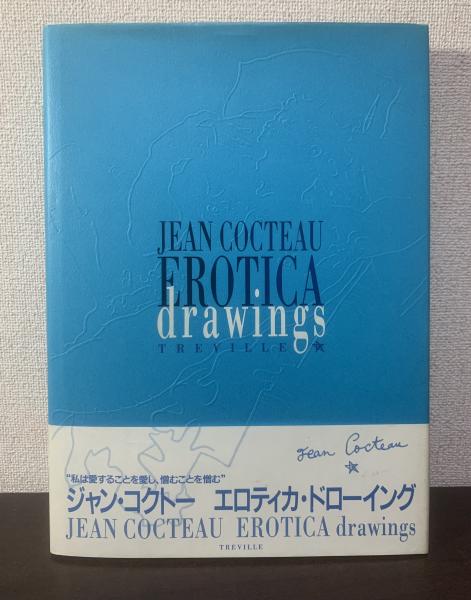 JEAN COCTEAU
EROTICA
drawings
TREVILLE
Jean Cocteau
“私は愛することを愛し、憎むことを憎む”
ジャン・コクトー エロティカ・ドローイング
JEAN COCTEAU EROTICA drawings
TREVILLE